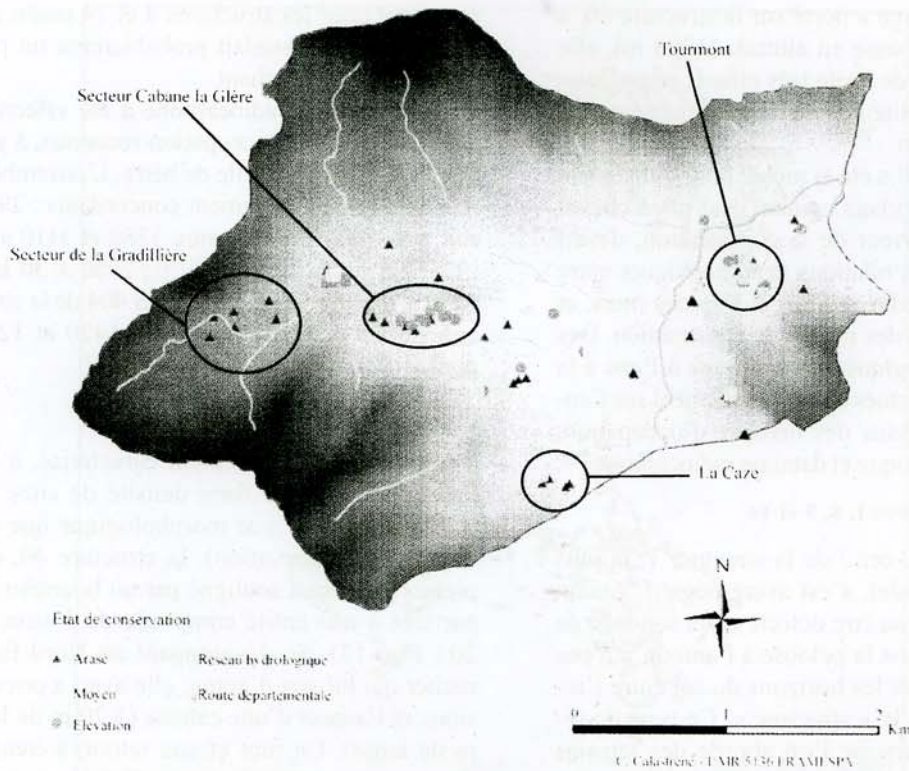 Tourmont
Secteur Cabane la Glère
Secteur de la Gradillière
La Caze
N
Etat de conservation
Arasé Réseau hydrologique
Moyen Route départementale
Elévation
0 1 2
Km
C. Calastrenc - UMR 5136 FRAMESPA